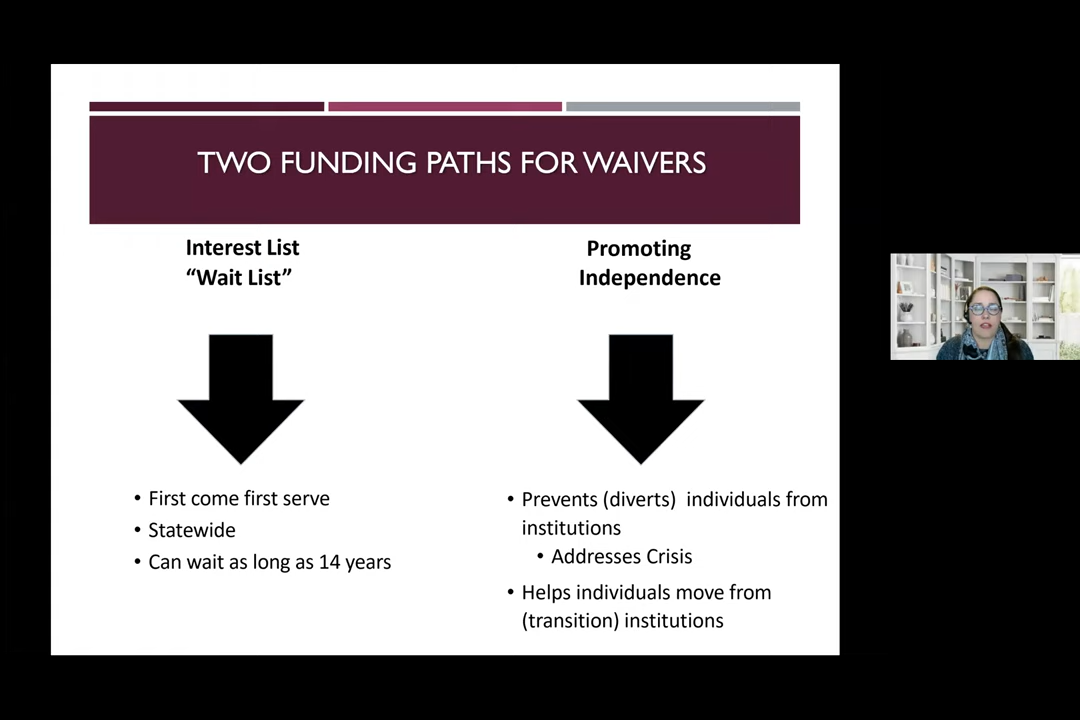 TWO FUNDING PATHS FOR WAIVERS
Interest List
“Wait List”
• First come first serve
• Statewide
• Can wait as long as 14 years
Promoting
Independence
• Prevents (diverts) individuals from
institutions
• Addresses Crisis
• Helps individuals move from
(transition) institutions